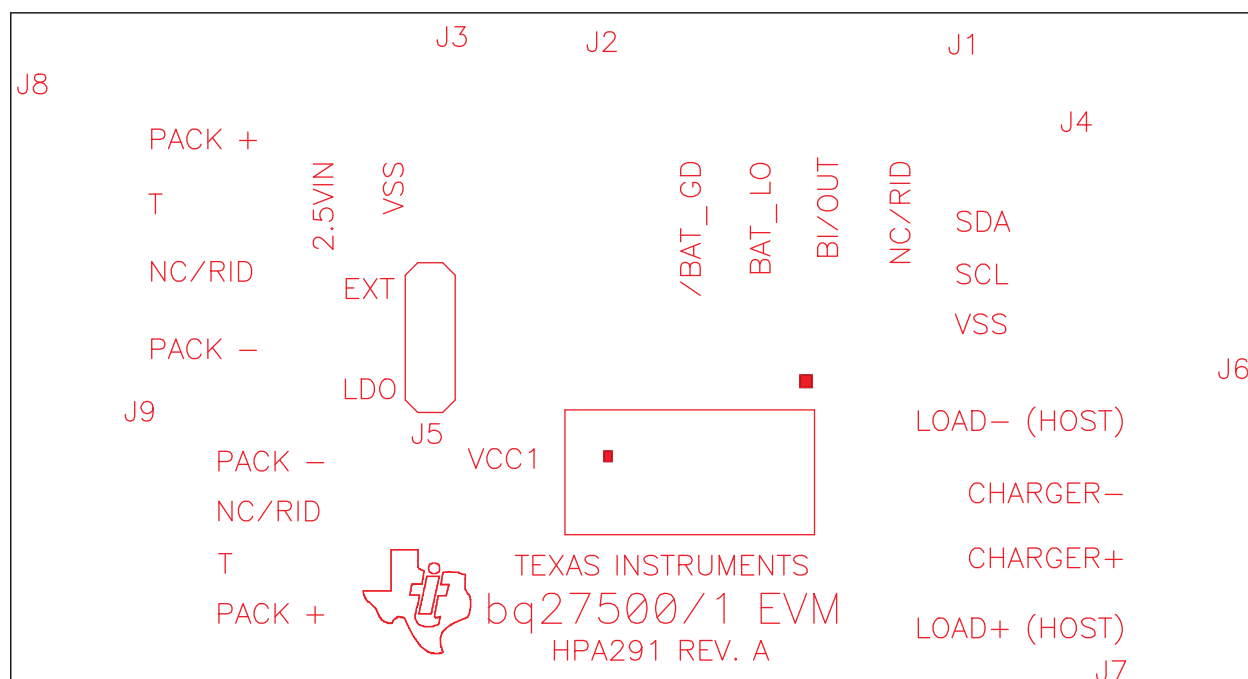 J3
J2
J1
J8
J4
PACK +
T
NC/RID
PACK -
2.5VIN
VSS
/BAT_GD
BAT_LO
BI/OUT
NC/RID
SDA
SCL
VSS
EXT
LDO
J5
J6
J9
PACK -
NC/RID
T
PACK +
VCC1
LOAD- (HOST)
CHARGER-
CHARGER+
LOAD+ (HOST)
J7
TEXAS INSTRUMENTS
bq27500/1 EVM
HPA291 REV. A